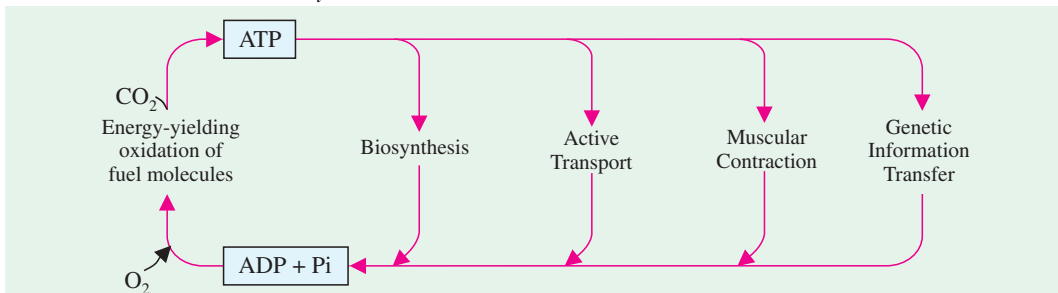 ATP
CO₂
Energy-yielding
oxidation of
fuel molecules
Biosynthesis
Active
Transport
Muscular
Contraction
Genetic
Information
Transfer
O₂
ADP + Pi